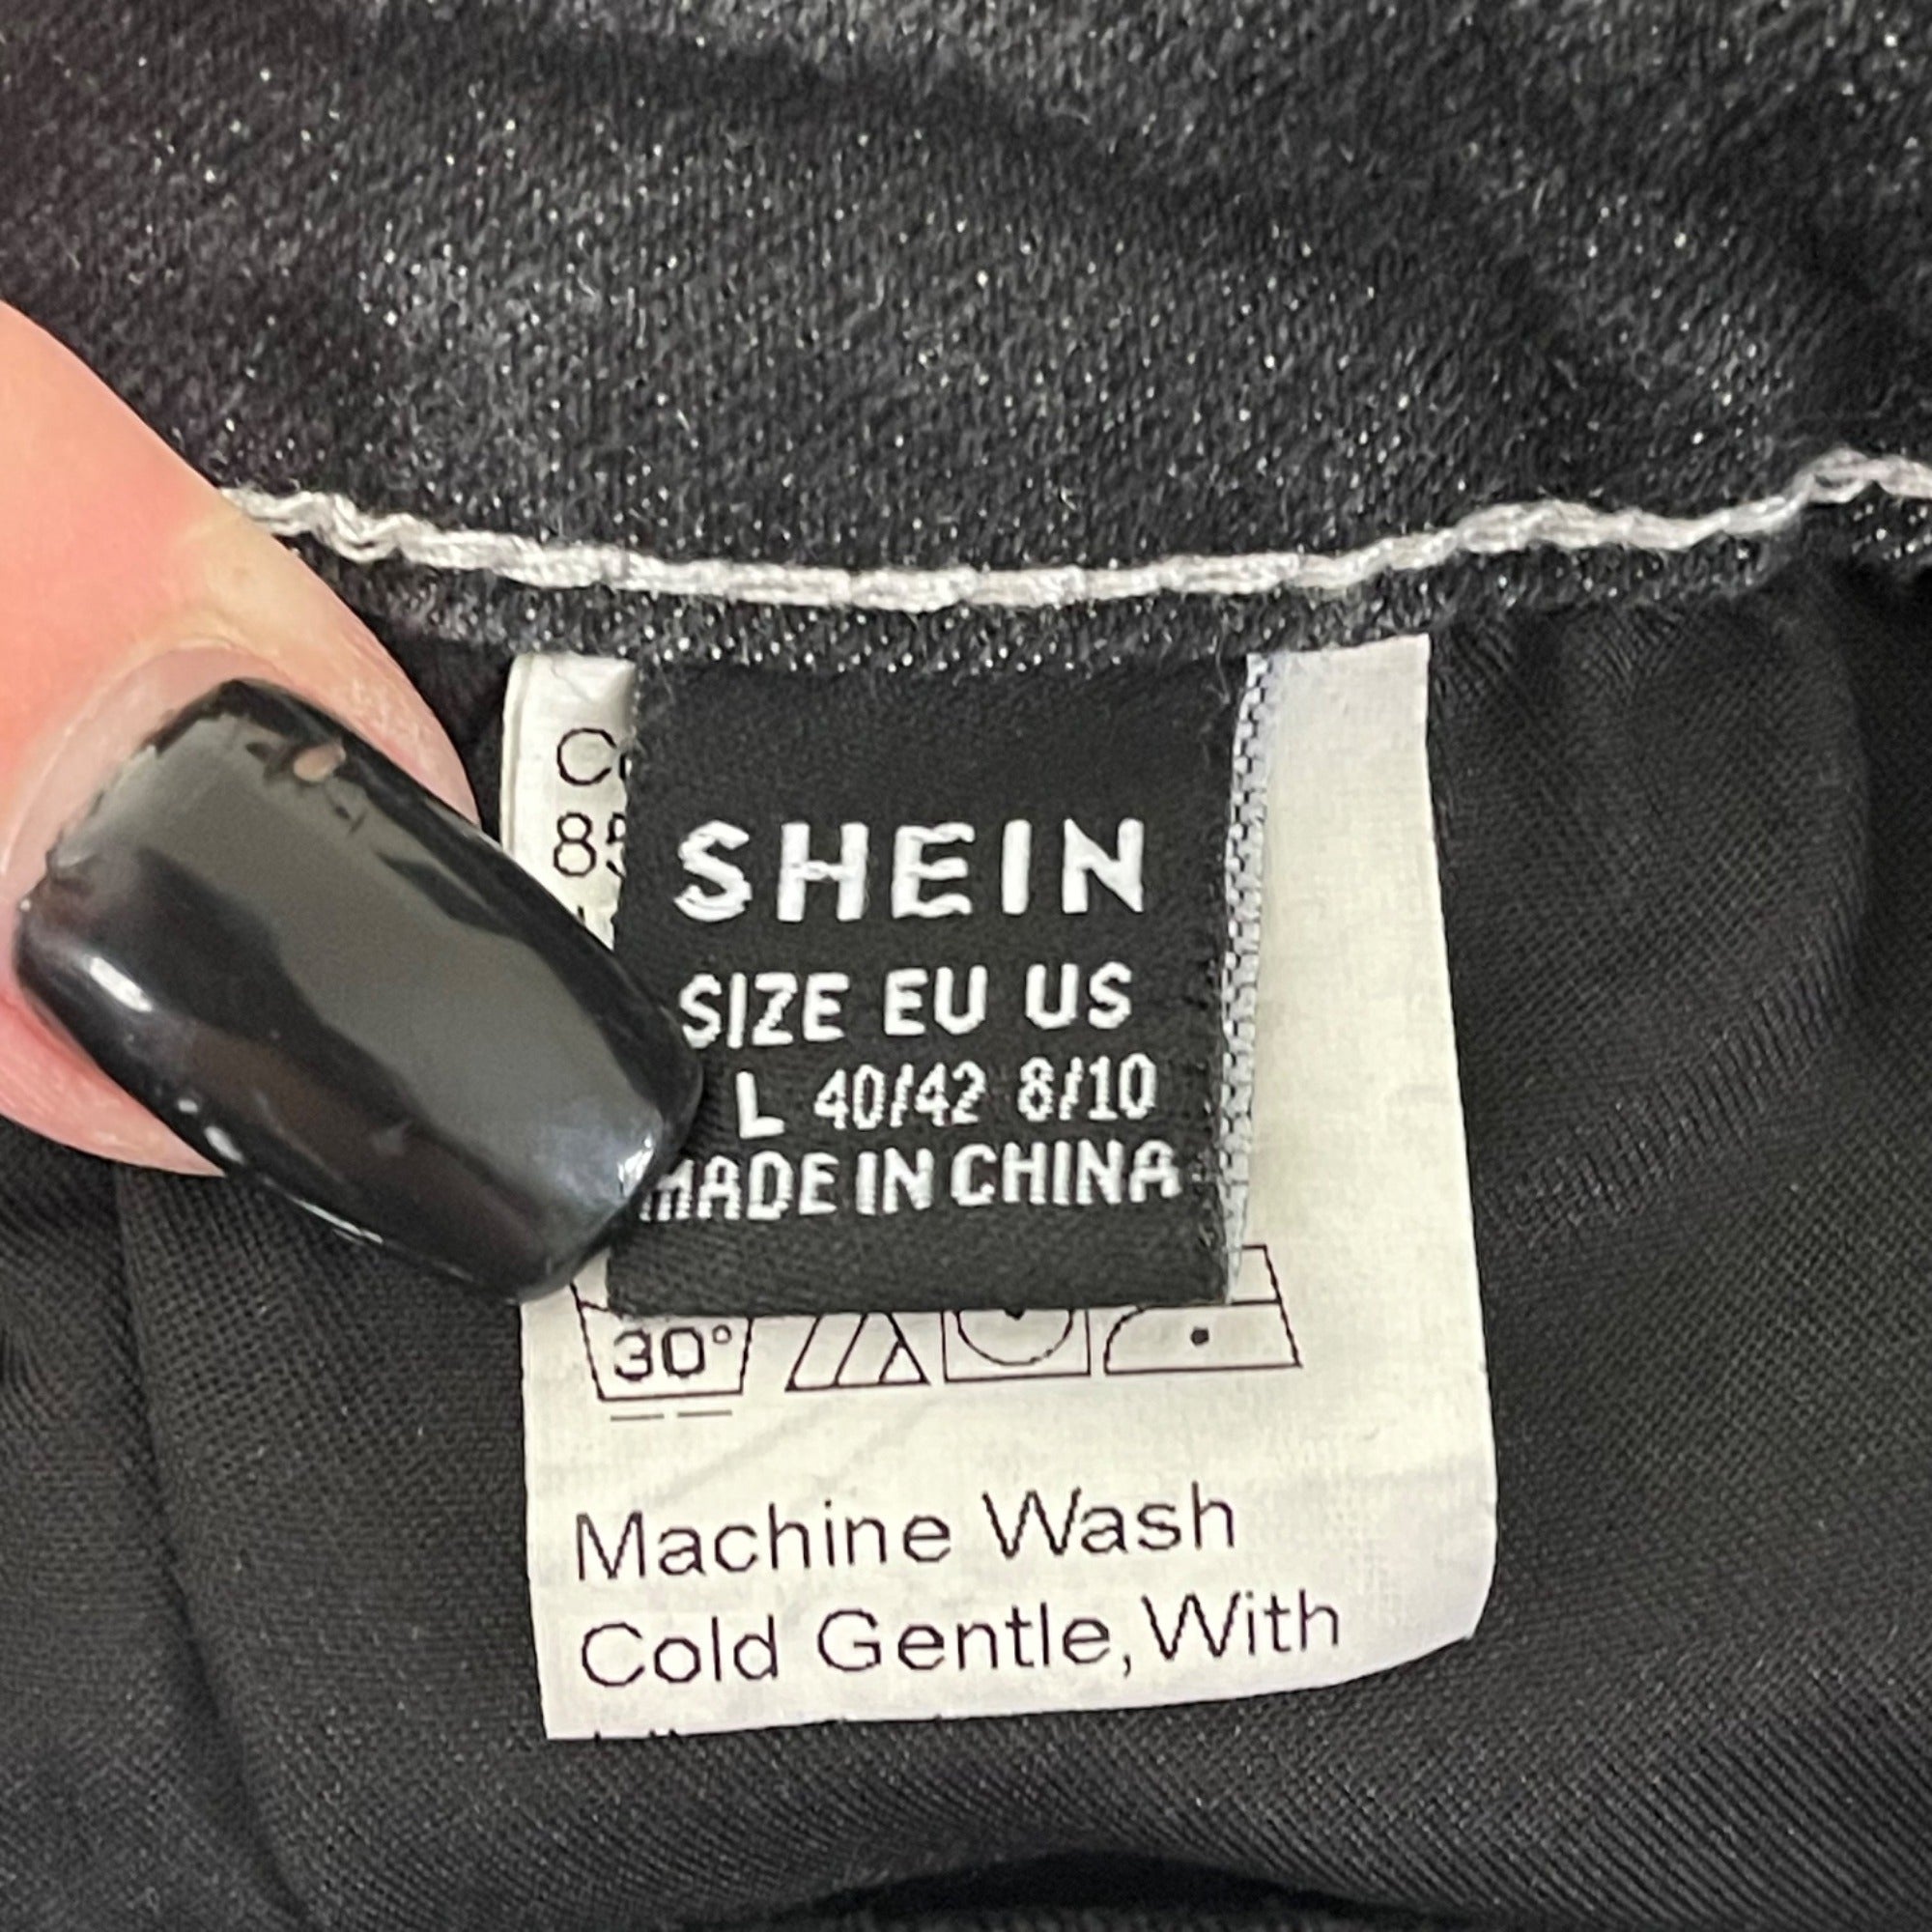 SHEIN
SIZE EU US
L 40/42 8/10
MADE IN CHINA
30°
Machine Wash
Cold Gentle, With